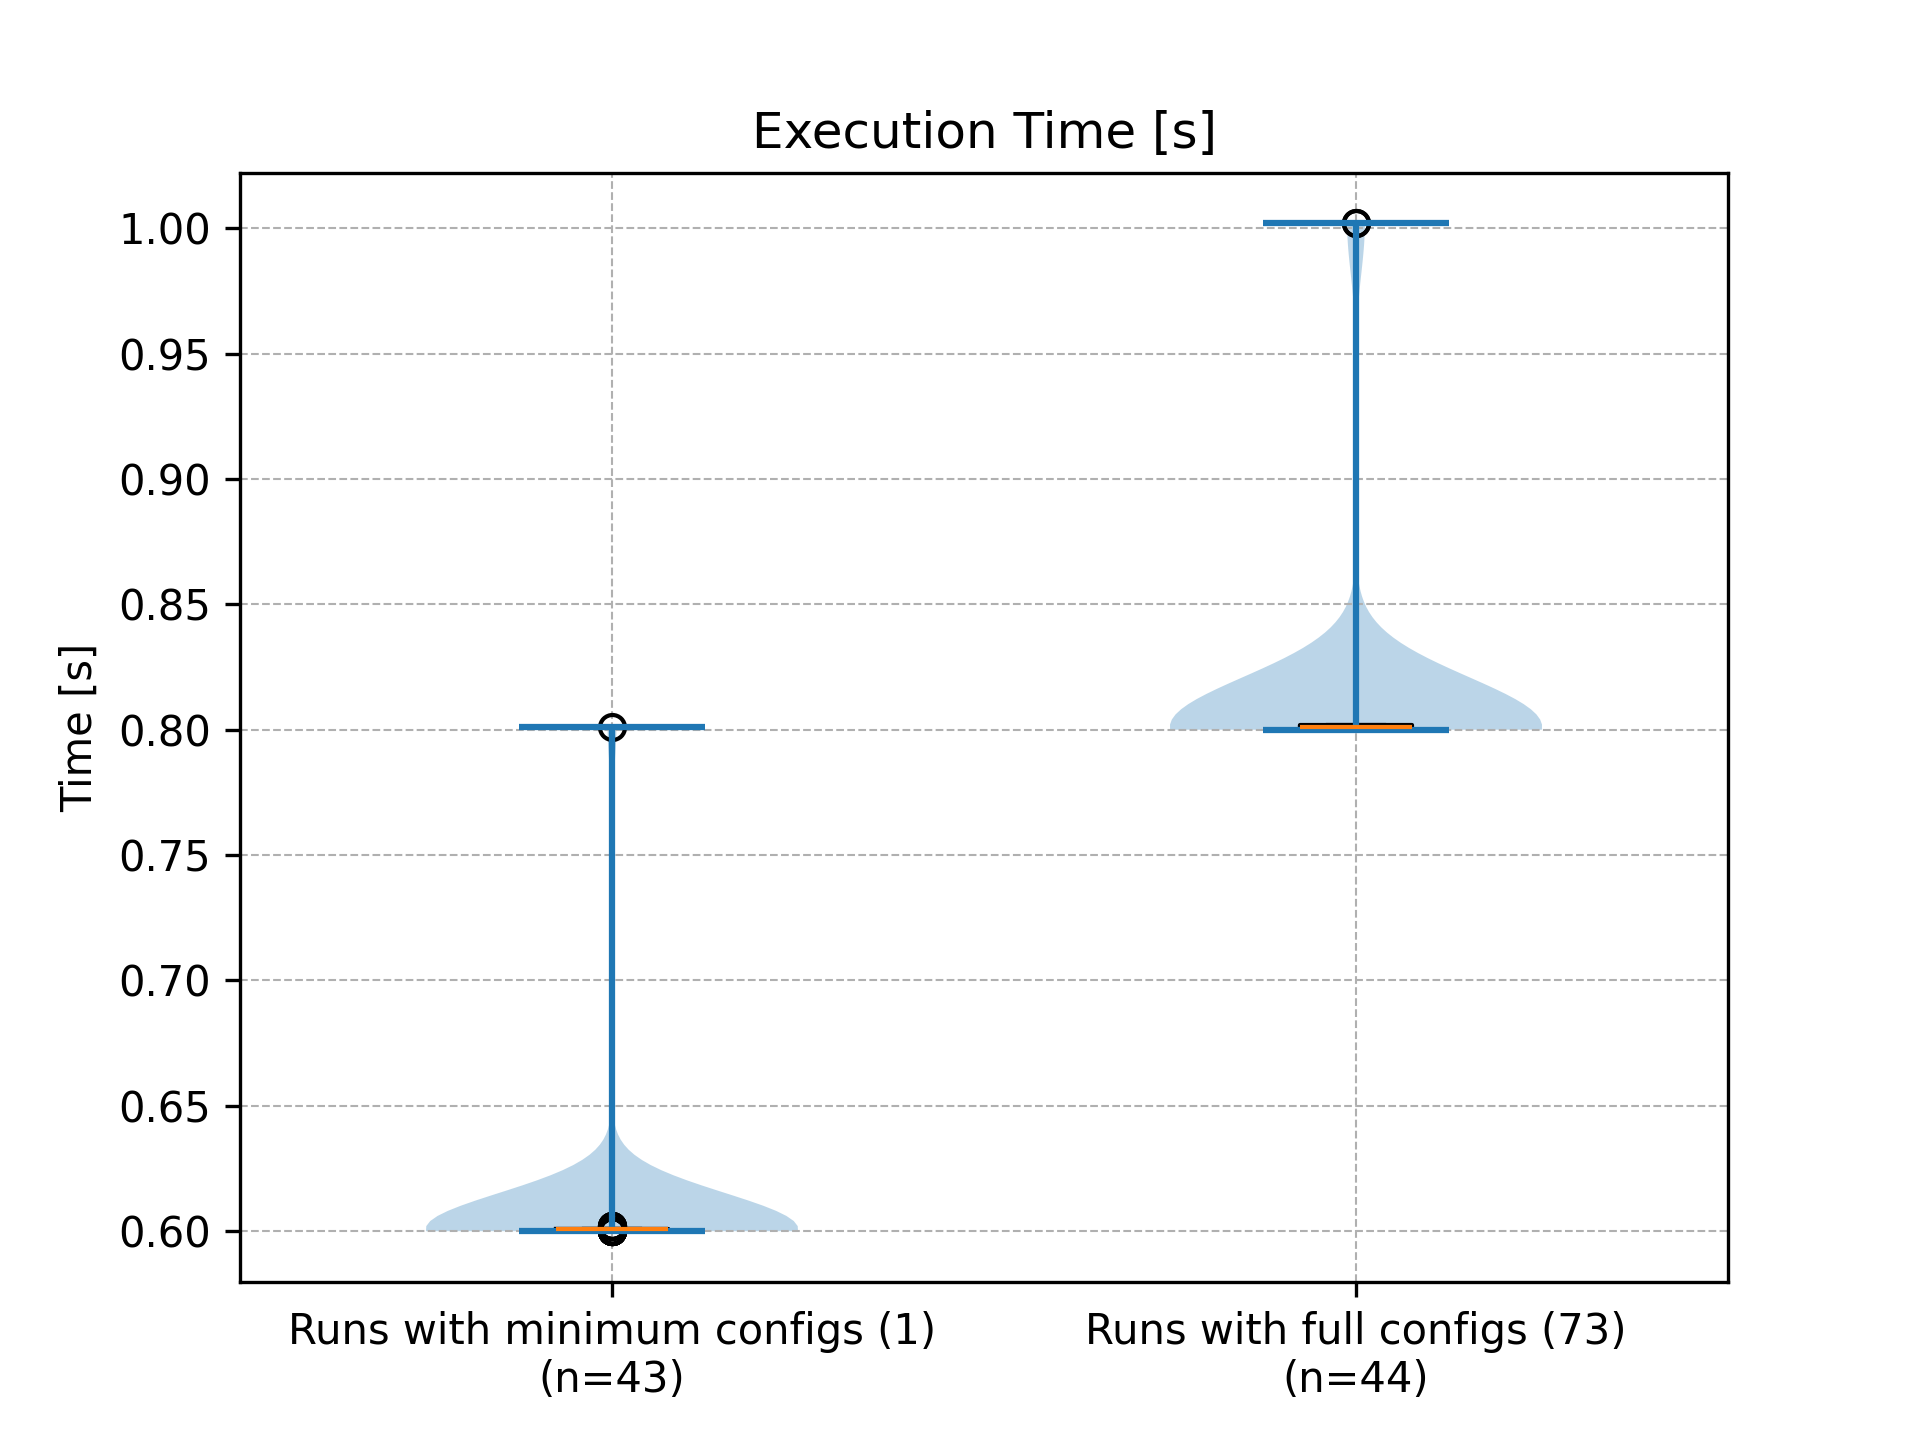 Execution Time [s]
1.00
0.95
0.90
0.85
0.80
0.75
0.70
0.65
0.60
Time [s]
Runs with minimum configs (1)
(n=43)
Runs with full configs (73)
(n=44)